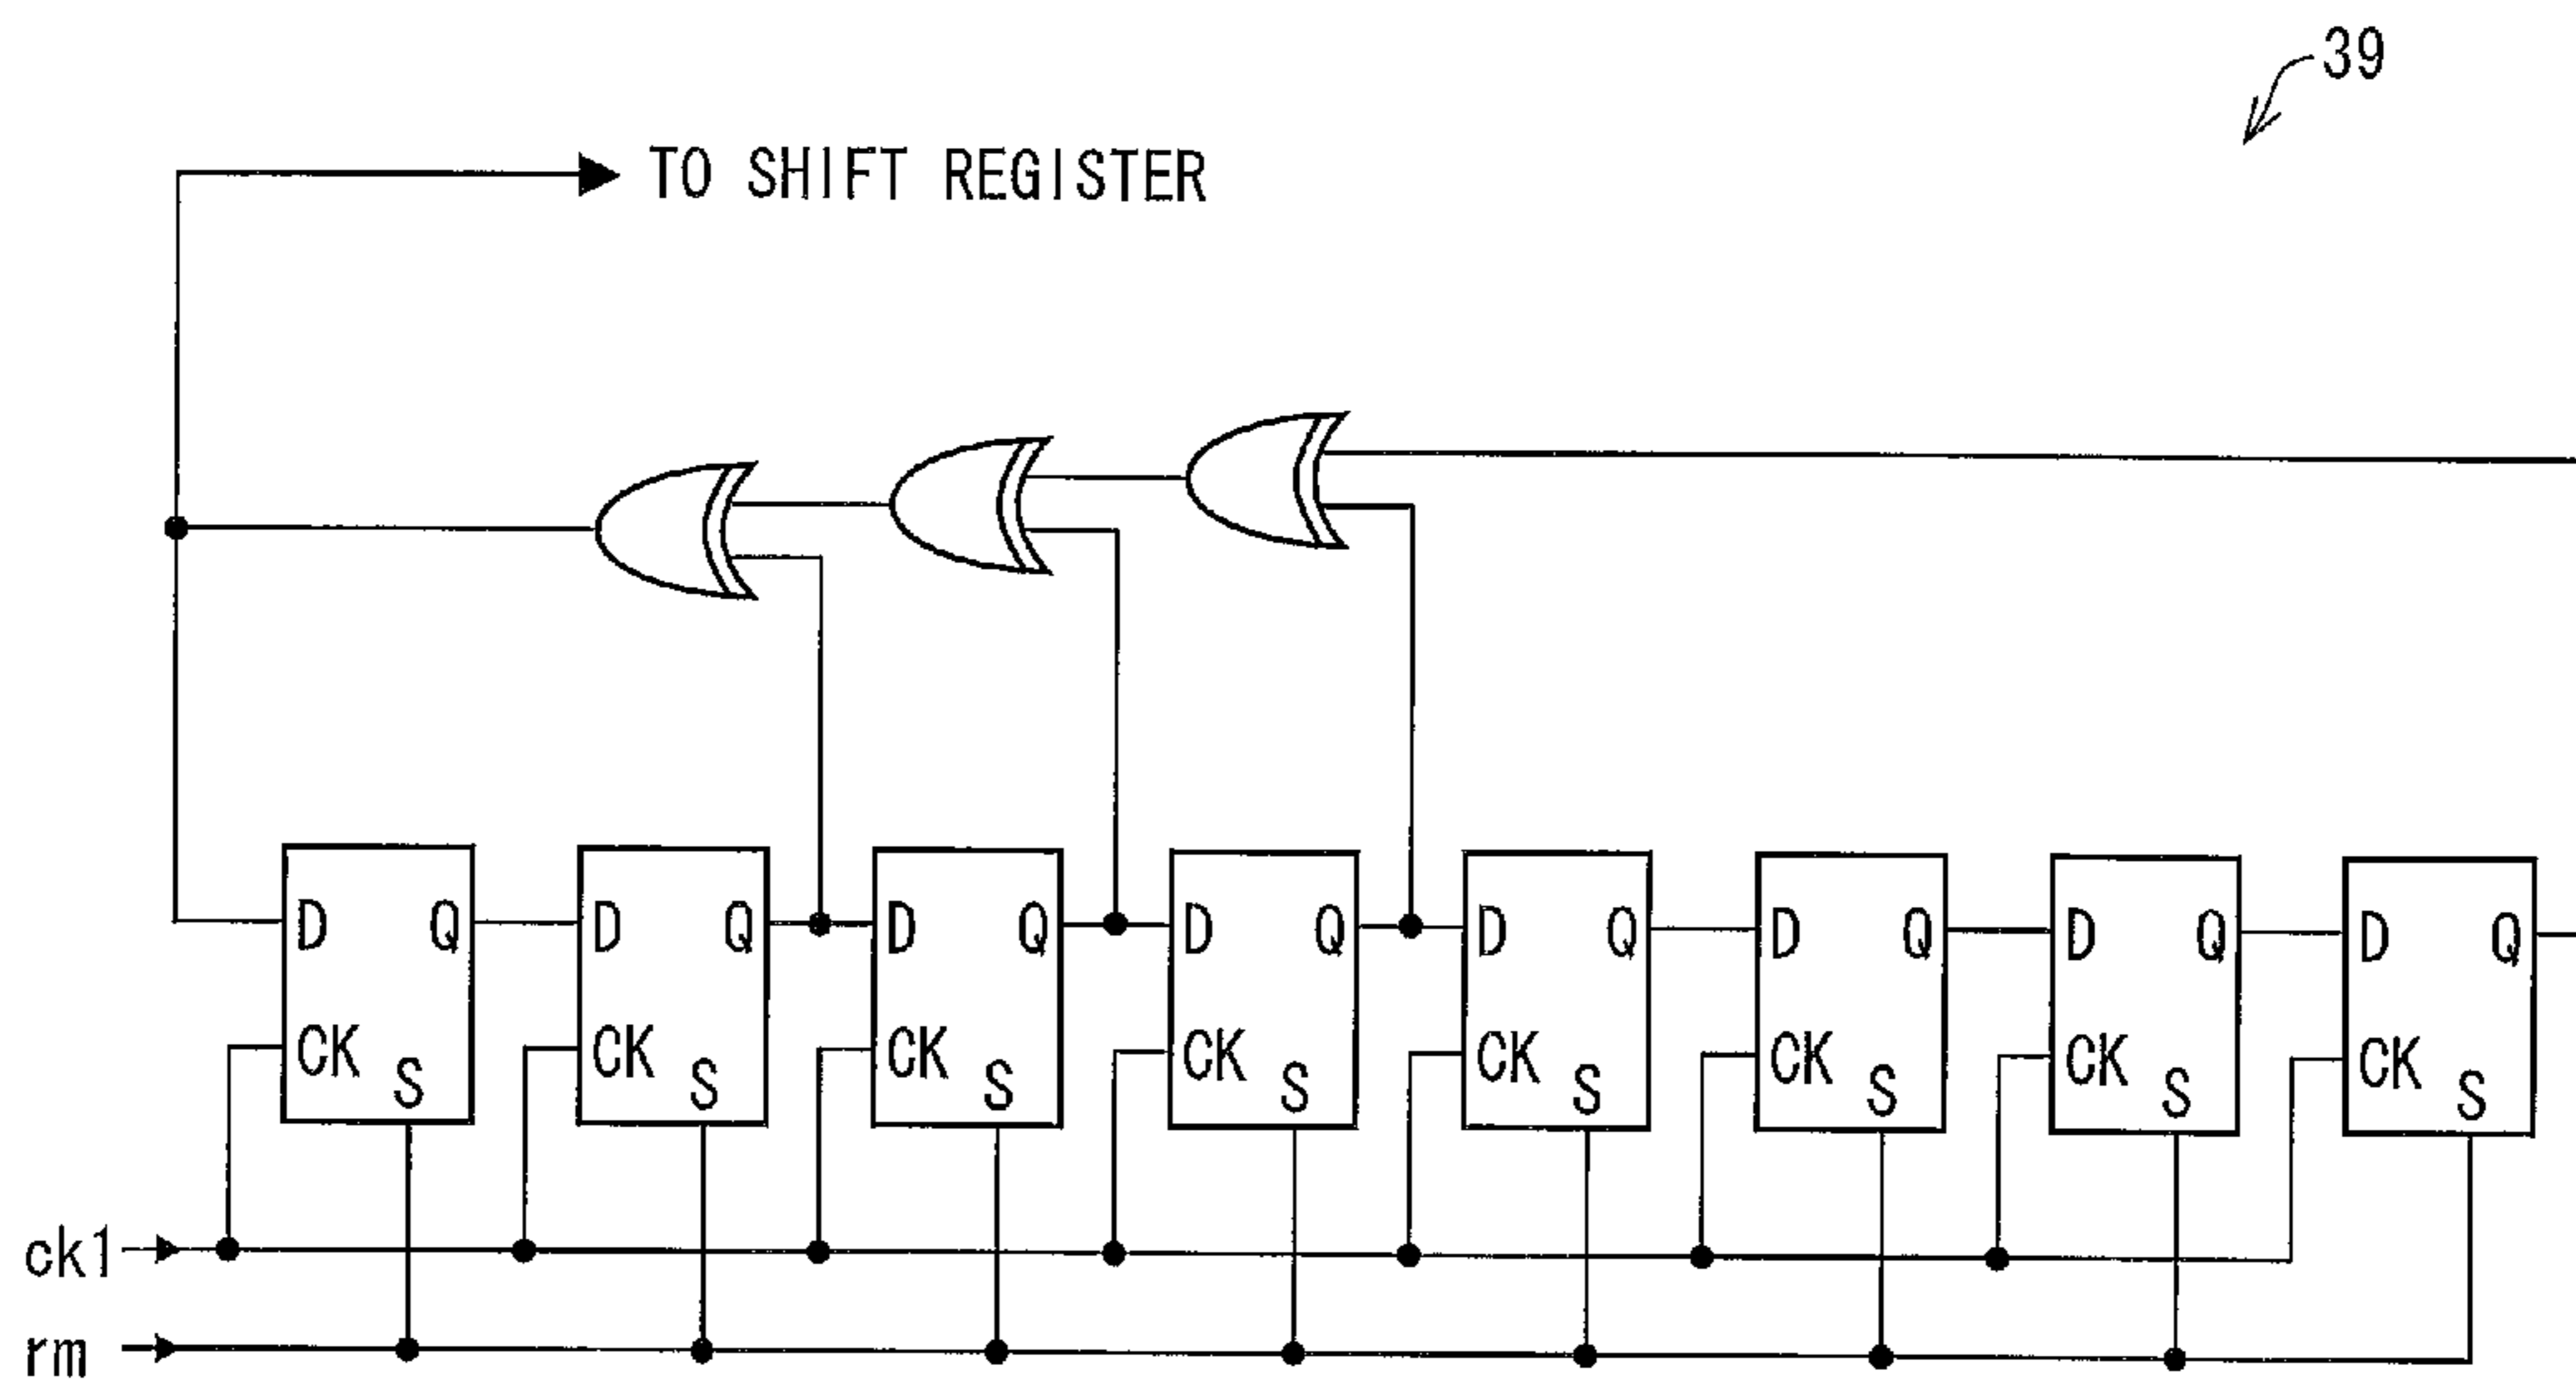 39
TO SHIFT REGISTER
D Q D Q D Q D Q D Q D Q D Q D Q
CK CK CK CK CK CK CK CK
S S S S S S S S
ck1
rm